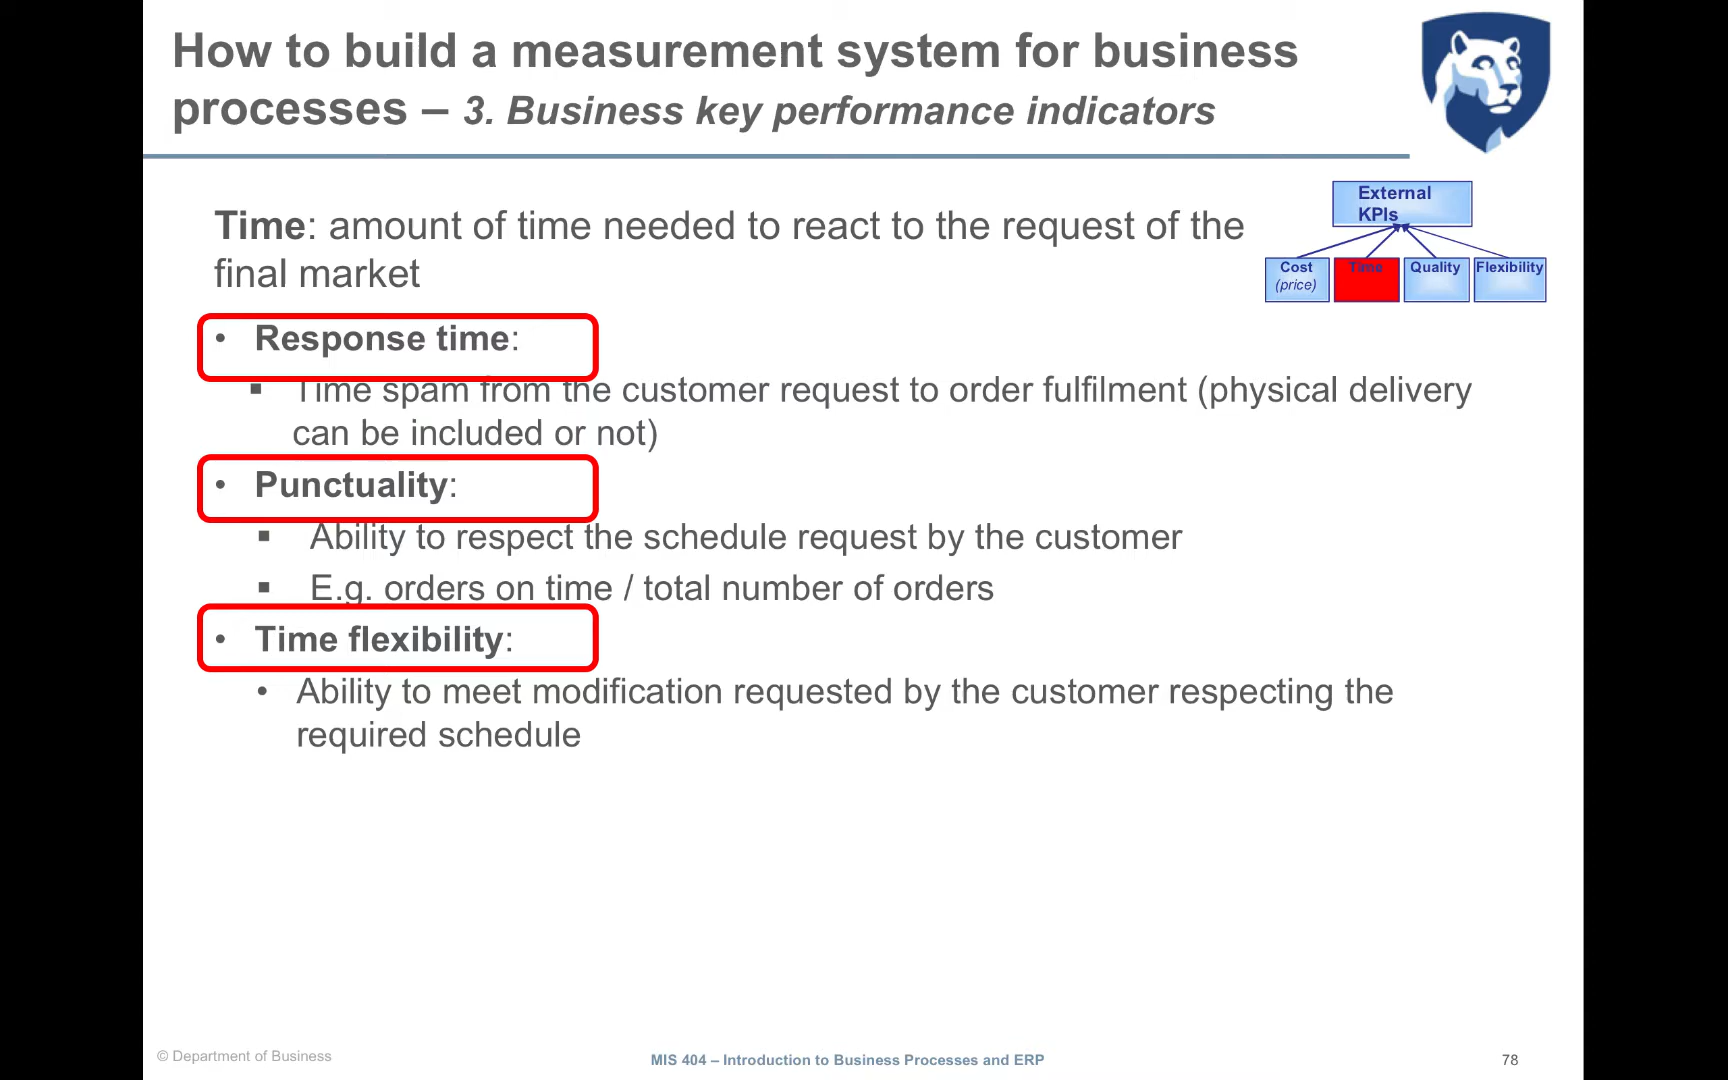 How to build a measurement system for business
processes – 3. Business key performance indicators
External
KPIs
Cost
(price)
Time
Quality
Flexibility
Time: amount of time needed to react to the request of the
final market
• Response time:
▪ Time spam from the customer request to order fulfilment (physical delivery
can be included or not)
• Punctuality:
▪ Ability to respect the schedule request by the customer
▪ E.g. orders on time / total number of orders
• Time flexibility:
• Ability to meet modification requested by the customer respecting the
required schedule
© Department of Business
MIS 404 – Introduction to Business Processes and ERP
78